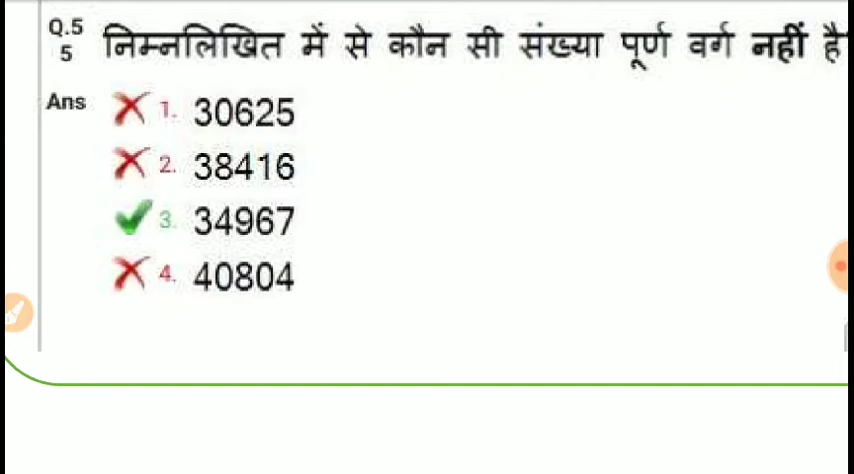 Q.5
5 निम्नलिखित में से कौन सी संख्या पूर्ण वर्ग नहीं है
Ans 1. 30625
2. 38416
3. 34967
4. 40804